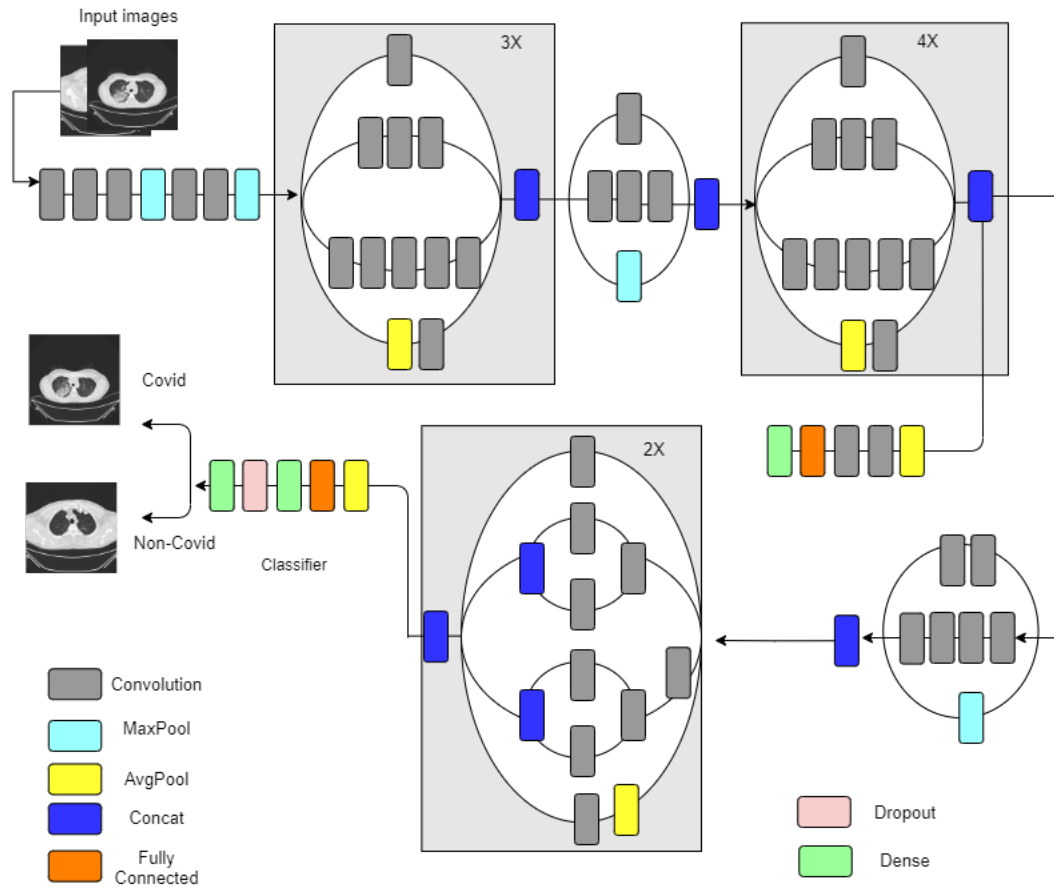 Input images
3X
4X
Covid
Non-Covid
2X
Classifier
Convolution
MaxPool
AvgPool
Concat
Fully
Connected
Dropout
Dense